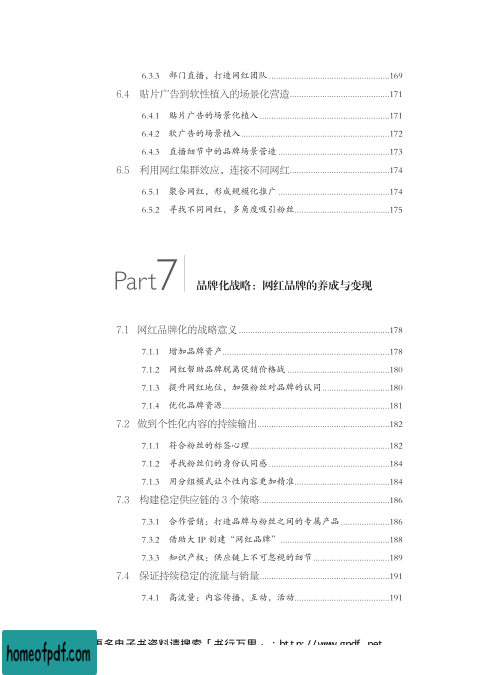 6.3.3 部门直播，打造网红团队......169
6.4 贴片广告到软性植入的场景化营造......171
6.4.1 贴片广告的场景化植入......171
6.4.2 软广告的场景植入......172
6.4.3 直播细节中的品牌场景营造......173
6.5 利用网红集群效应，连接不同网红......174
6.5.1 聚合网红，形成规模化推广......174
6.5.2 寻找不同网红，多角度吸引粉丝......175
Part7 品牌化战略：网红品牌的养成与变现
7.1 网红品牌化的战略意义......178
7.1.1 增加品牌资产......178
7.1.2 网红帮助品牌脱离促销价格战......180
7.1.3 提升网红地位，加强粉丝对品牌的认同......180
7.1.4 优化品牌资源......181
7.2 做到个性化内容的持续输出......182
7.1.1 符合粉丝的标签心理......182
7.1.2 寻找粉丝们的身份认同感......184
7.1.3 用分组模式让个性内容更加精准......184
7.3 构建稳定供应链的 3 个策略......186
7.3.1 合作营销：打造品牌与粉丝之间的专属产品......186
7.3.2 借助大 IP 创建“网红品牌”......188
7.3.3 知识产权：供应链上不可忽视的细节......189
7.4 保证持续稳定的流量与销量......191
7.4.1 高流量：内容传播，互动，活动......191
多电子书资料请搜索「书行万里
homeofpdf.com